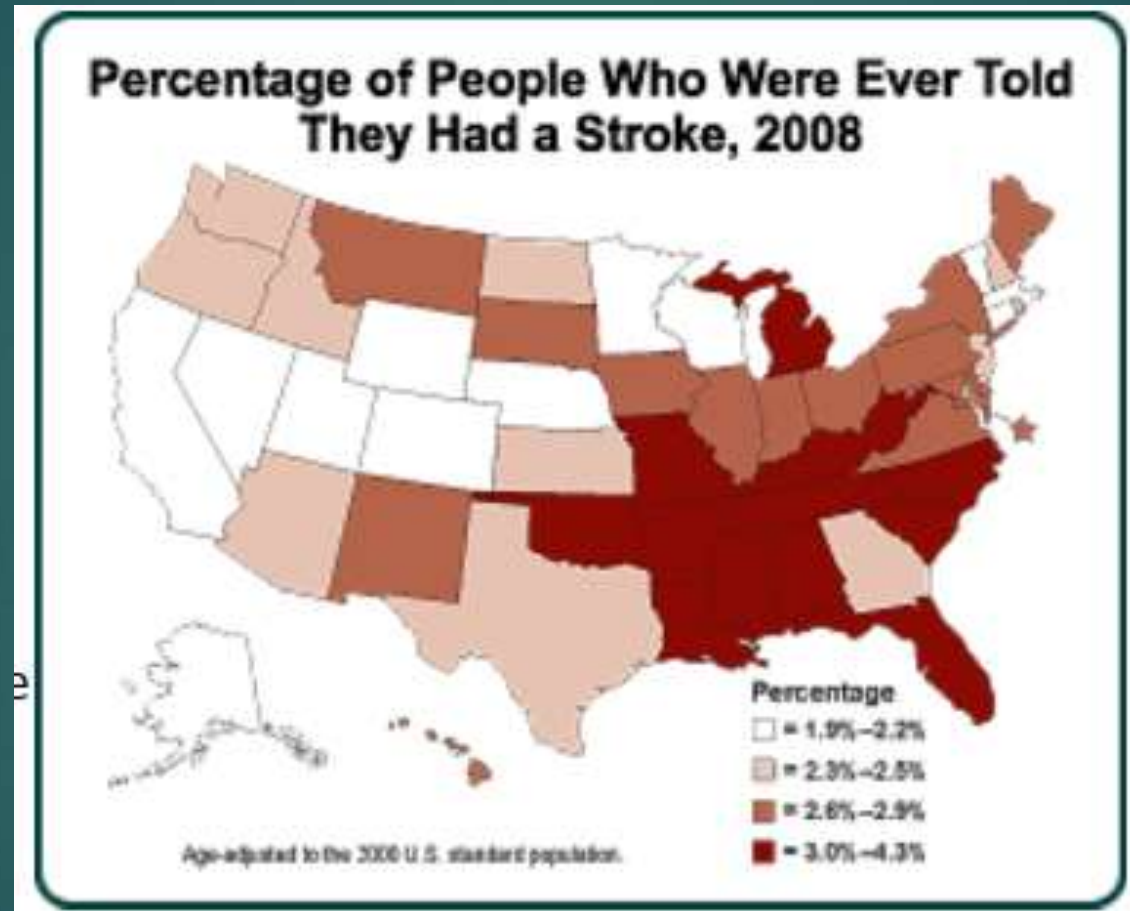 Percentage of People Who Were Ever Told
They Had a Stroke, 2008
e
Percentage
= 1.9%–2.2%
= 2.3%–2.5%
= 2.6%–2.9%
= 3.0%–4.3%
Age-adjusted to the 2000 U.S. standard population.